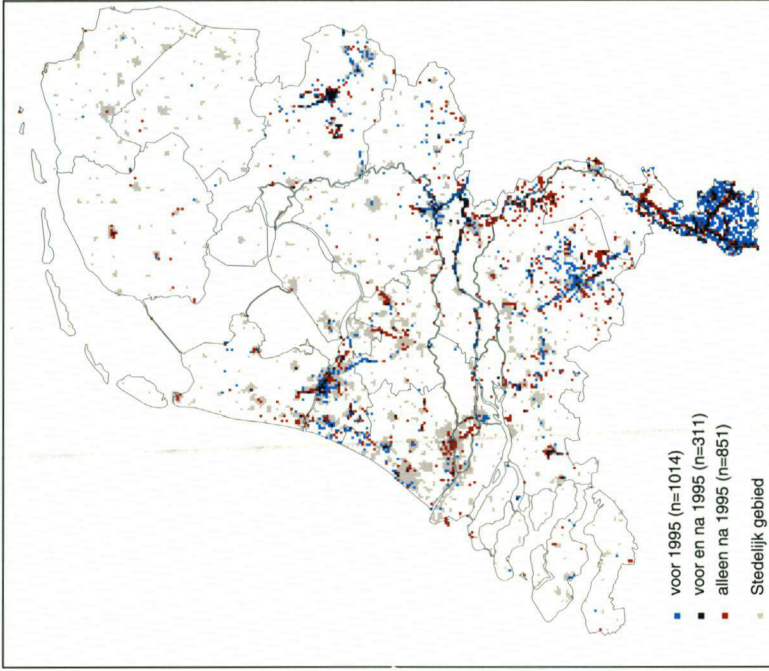 voor 1995 (n=1014)
voor en na 1995 (n=311)
alleen na 1995 (n=851)
Stedelijk gebied